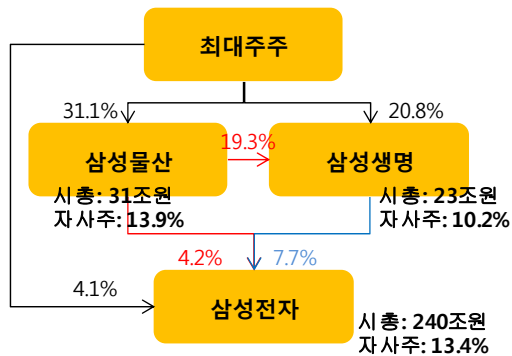 최대주주
31.1%
20.8%
19.3%
삼성물산
삼성생명
시총: 31조원
자사주: 13.9%
시총: 23조원
자사주: 10.2%
4.2%
7.7%
4.1%
삼성전자
시총: 240조원
자사주: 13.4%